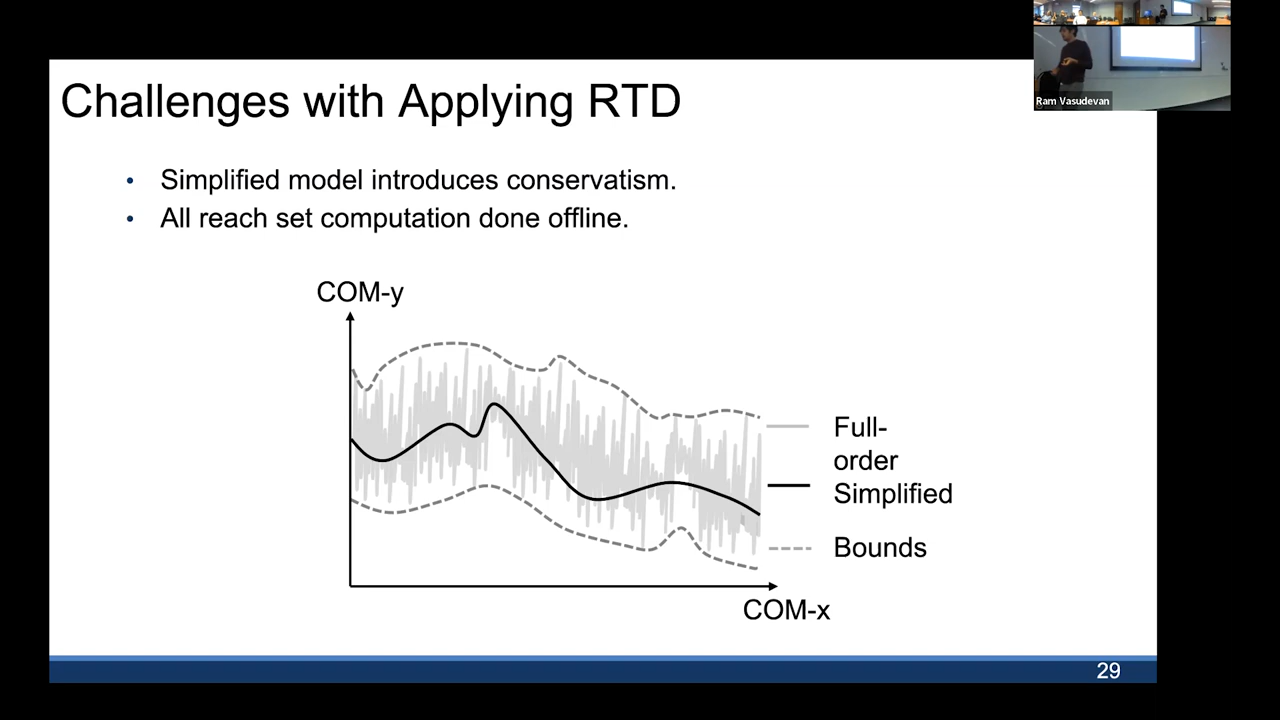 Challenges with Applying RTD
Ram Vasudevan
• Simplified model introduces conservatism.
• All reach set computation done offline.
COM-y
Full-
order
Simplified
Bounds
COM-x
29